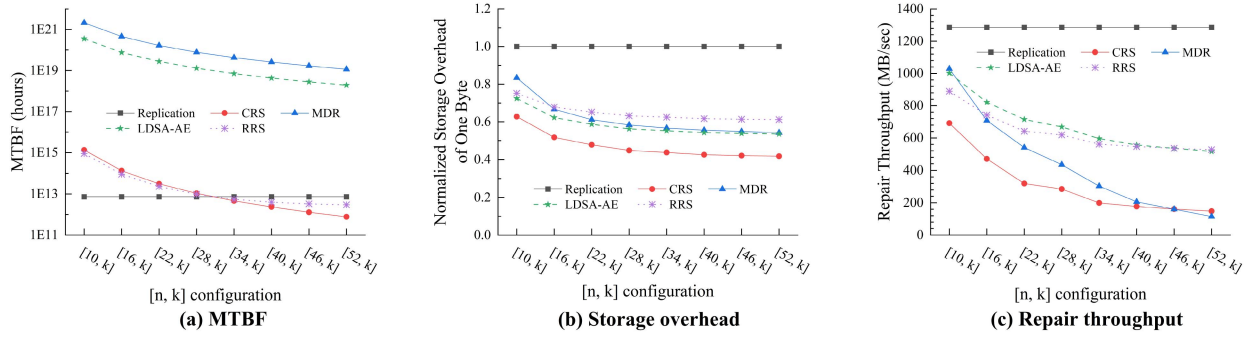 1E21
1E19
1E17
1E15
1E13
1E11
MTBF (hours)
Replication
CRS
MDR
LDSA-AE
RRS
[10, k]
[16, k]
[22, k]
[28, k]
[34, k]
[40, k]
[46, k]
[52, k]
[n, k] configuration
(a) MTBF
1.2
1.0
0.8
0.6
0.4
0.2
0.0
Normalized Storage Overhead
of One Byte
Replication
CRS
MDR
LDSA-AE
RRS
[10, k]
[16, k]
[22, k]
[28, k]
[34, k]
[40, k]
[46, k]
[52, k]
[n, k] configuration
(b) Storage overhead
1400
1200
1000
800
600
400
200
0
Repair Throughput (MB/sec)
Replication
CRS
MDR
LDSA-AE
RRS
[10, k]
[16, k]
[22, k]
[28, k]
[34, k]
[40, k]
[46, k]
[52, k]
[n, k] configuration
(c) Repair throughput